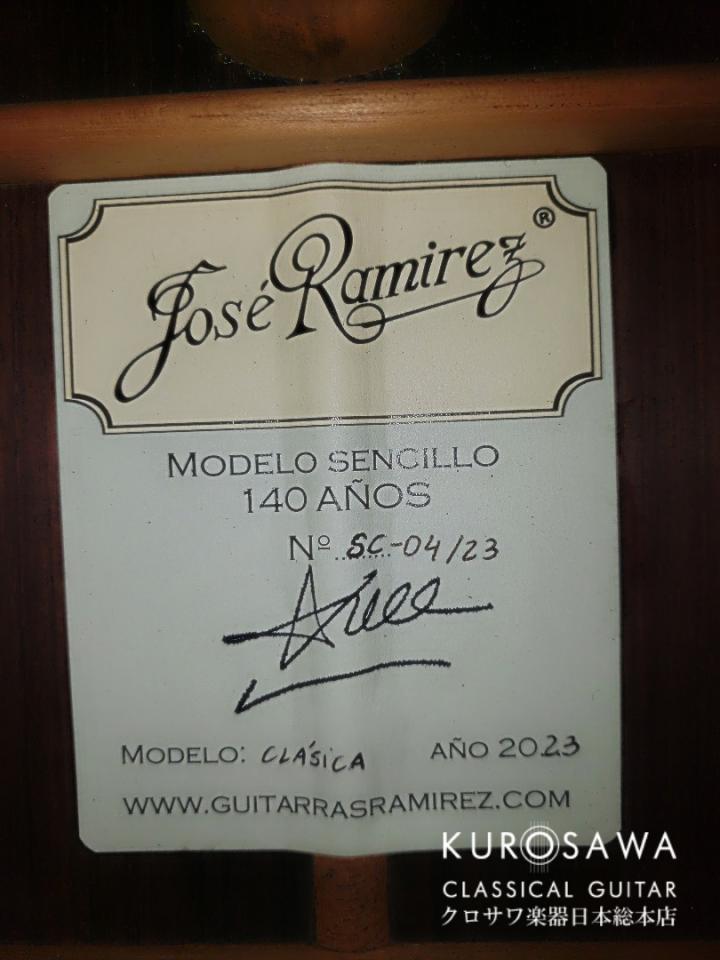 José Ramirez ®
MODELO SENCILLO
140 AÑOS
Nº SC-04/23
MODELO: CLÁSICA AÑO 2023
WWW.GUITARRASRAMIREZ.COM
KUROSAWA
CLASSICAL GUITAR
クロサワ楽器日本総本店